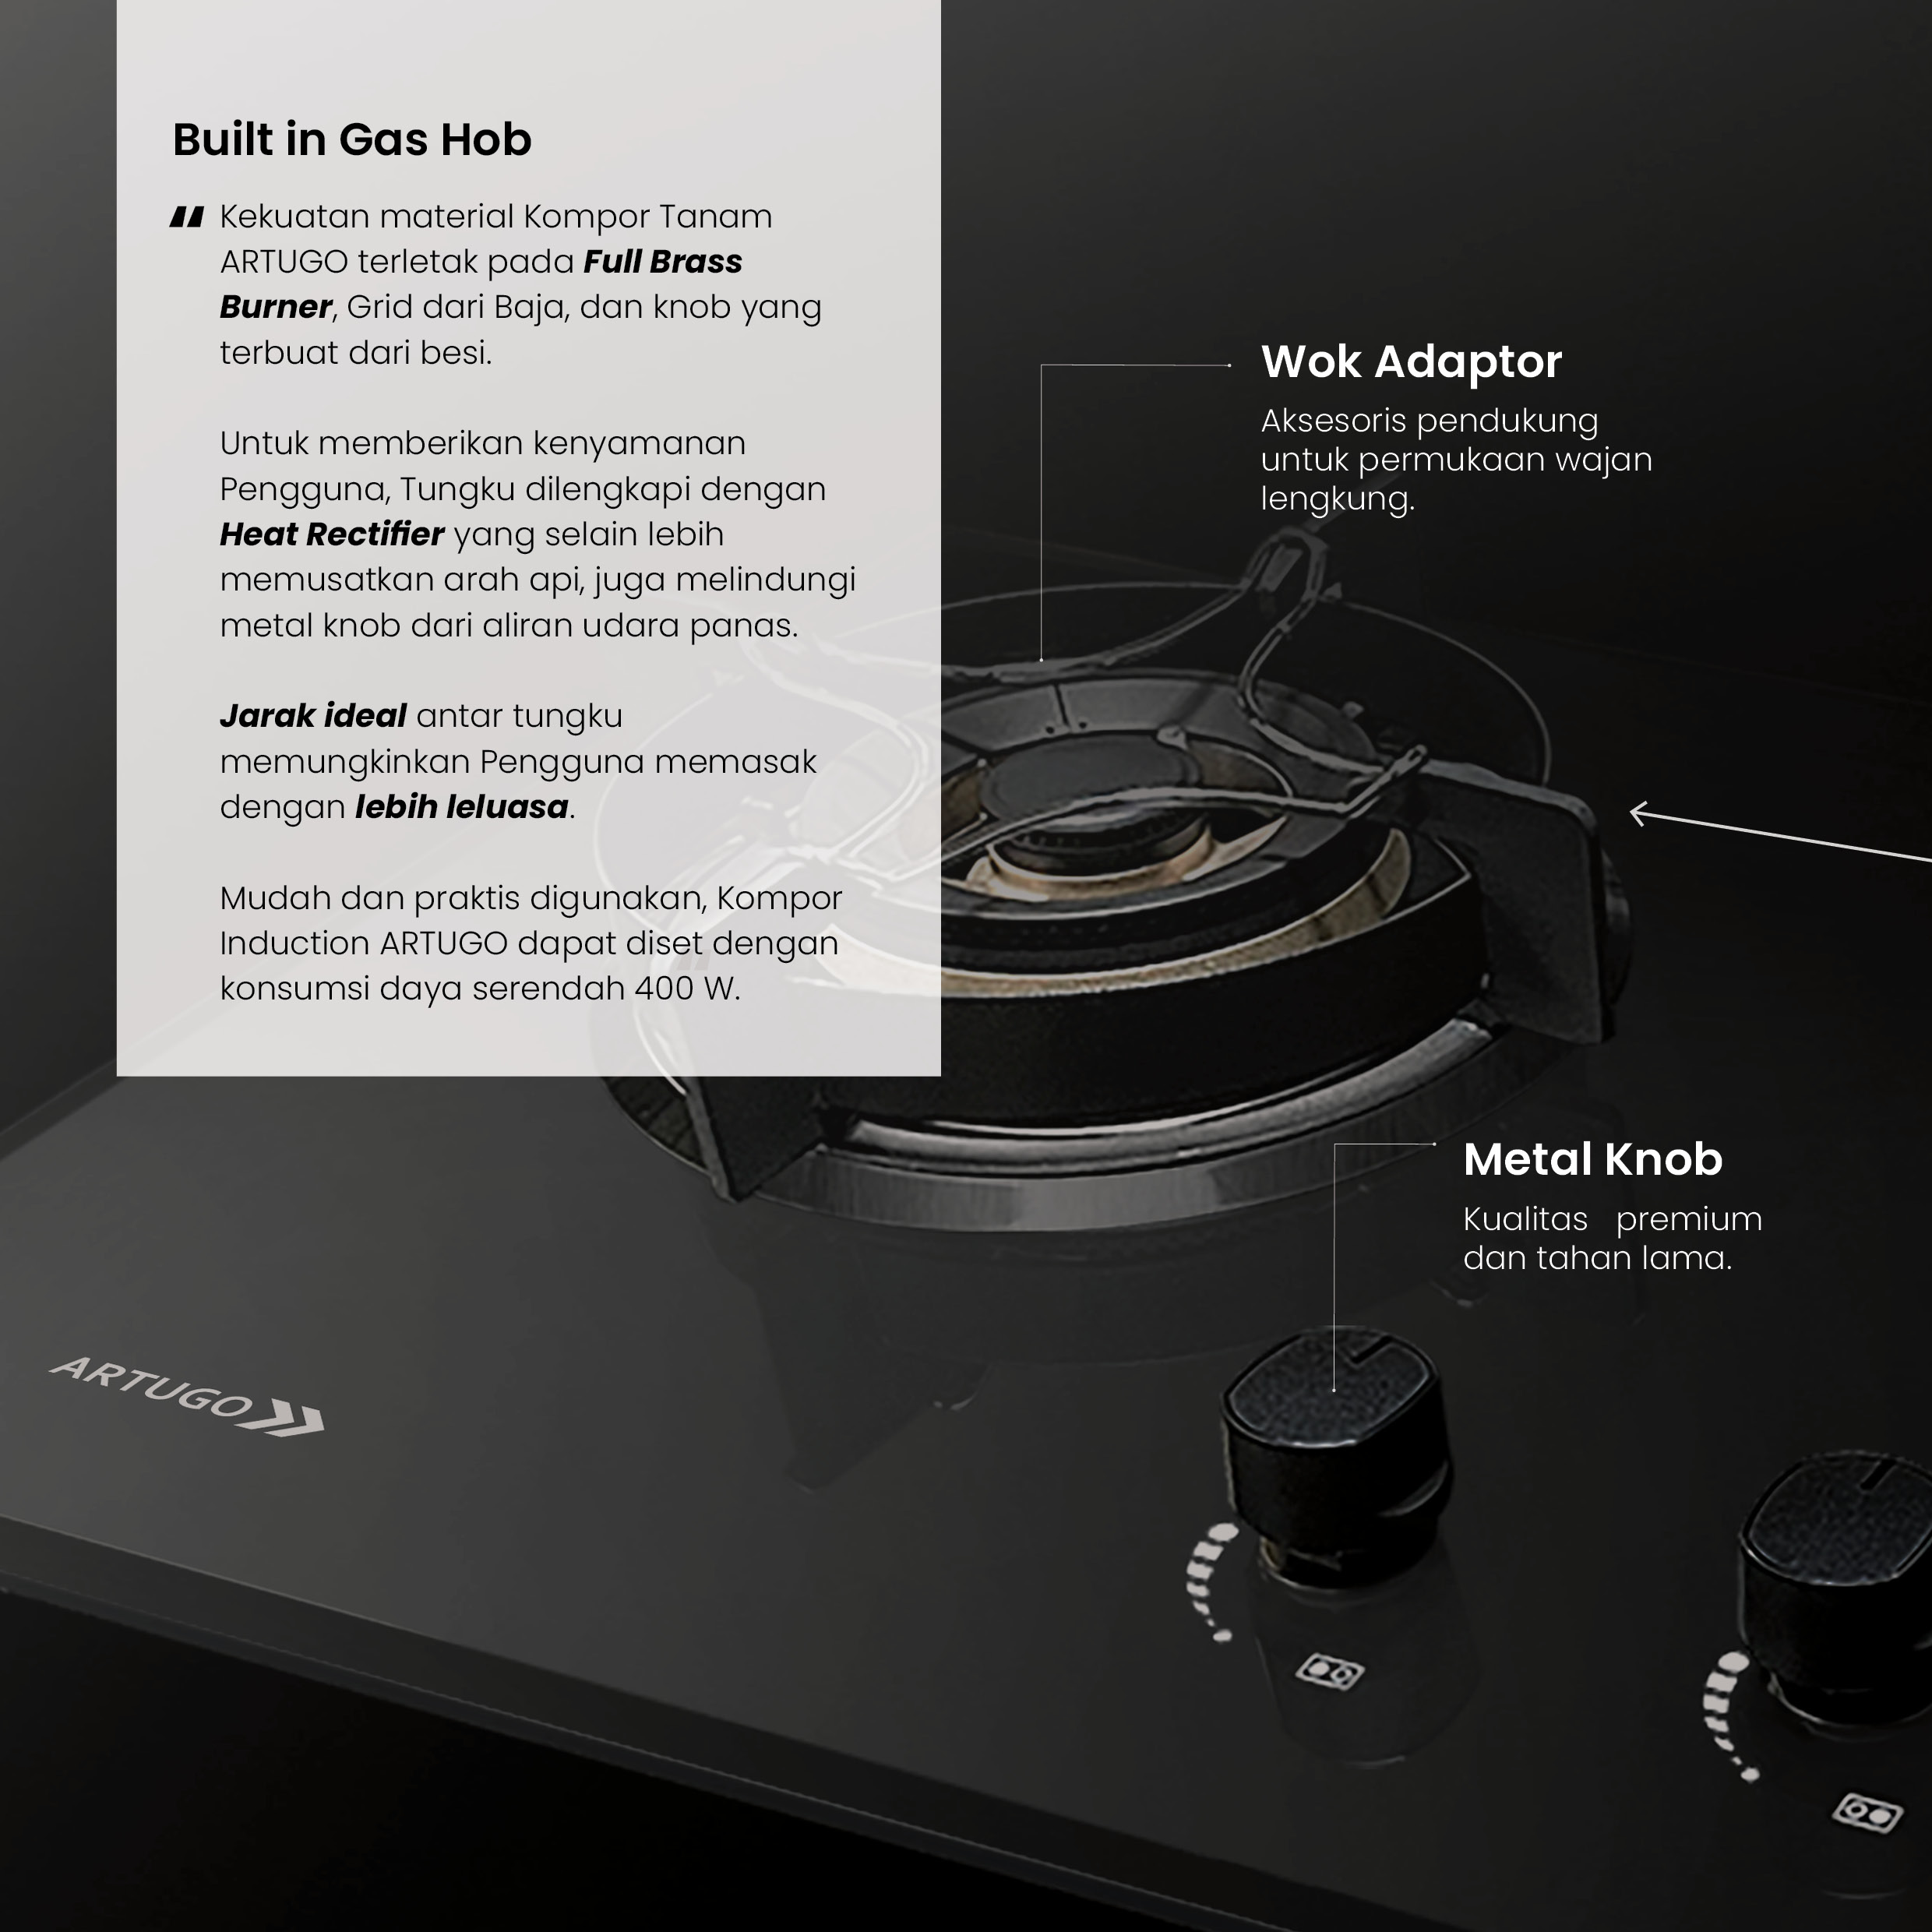 Built in Gas Hob
“ Kekuatan material Kompor Tanam
ARTUGO terletak pada Full Brass
Burner, Grid dari Baja, dan knob yang
terbuat dari besi.
Untuk memberikan kenyamanan
Pengguna, Tungku dilengkapi dengan
Heat Rectifier yang selain lebih
memusatkan arah api, juga melindungi
metal knob dari aliran udara panas.
Jarak ideal antar tungku
memungkinkan Pengguna memasak
dengan lebih leluasa.
Mudah dan praktis digunakan, Kompor
Induction ARTUGO dapat diset dengan
konsumsi daya serendah 400 W.
Wok Adaptor
Aksesoris pendukung
untuk permukaan wajan
lengkung.
Metal Knob
Kualitas premium
dan tahan lama.
ARTUGO